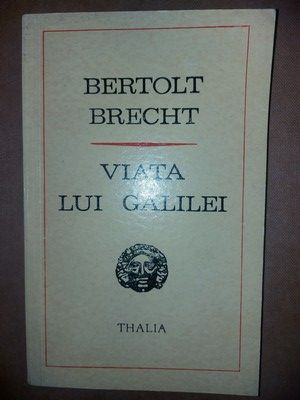 BERTOLT
BRECHT
VIATA
LUI GALILEI
THALIA